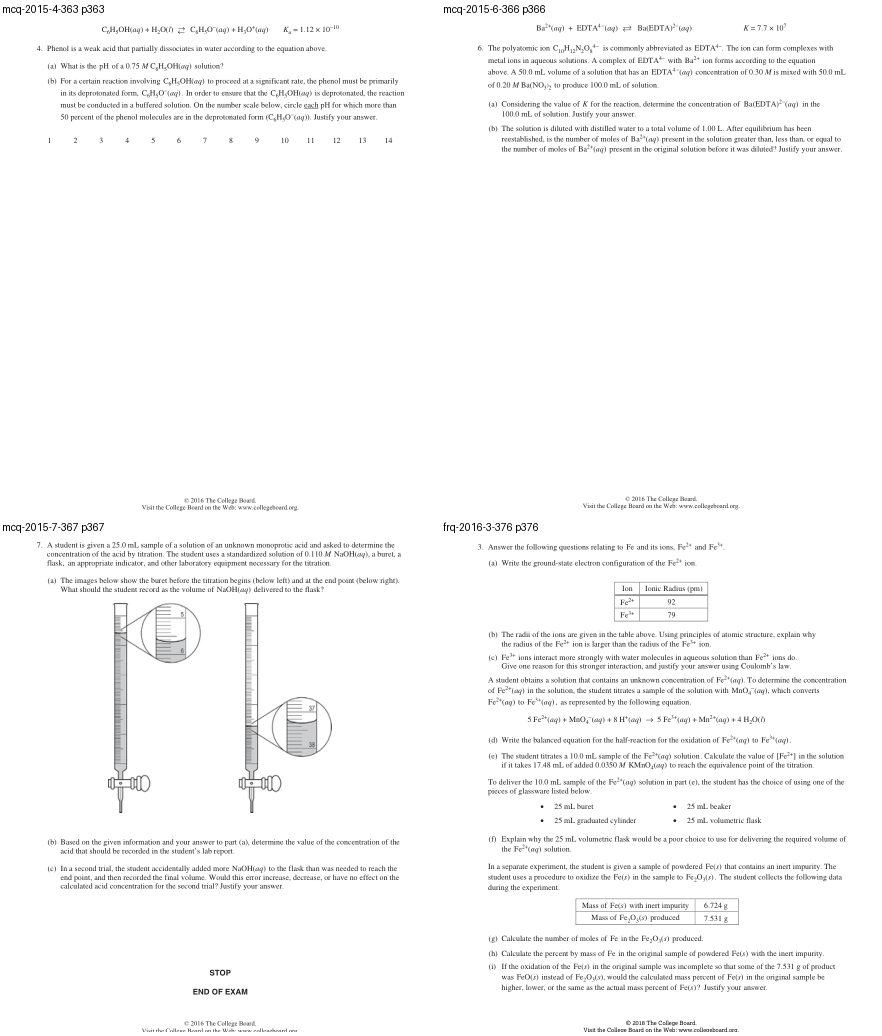 mcq-2015-4-363 p363
C₆H₅OH(aq) + H₂O(l) ⇄ C₆H₅O⁻(aq) + H₃O⁺(aq) Kₐ = 1.12 × 10⁻¹⁰
4. Phenol is a weak acid that partially dissociates in water according to the equation above.
(a) What is the pH of a 0.75 M C₆H₅OH(aq) solution?
(b) For a certain reaction involving C₆H₅OH(aq) to proceed at a significant rate, the phenol must be primarily
in its deprotonated form, C₆H₅O⁻(aq). In order to ensure that the C₆H₅OH(aq) is deprotonated, the reaction
must be conducted in a buffered solution. On the number scale below, circle each pH for which more than
50 percent of the phenol molecules are in the deprotonated form (C₆H₅O⁻(aq)). Justify your answer.
1 2 3 4 5 6 7 8 9 10 11 12 13 14
© 2016 The College Board.
Visit the College Board on the Web: www.collegeboard.org.
mcq-2015-6-366 p366
Ba²⁺(aq) + EDTA⁴⁻(aq) ⇄ Ba(EDTA)²⁻(aq) K = 7.7 × 10⁷
6. The polyatomic ion C₁₀H₁₂N₂O₈⁴⁻ is commonly abbreviated as EDTA⁴⁻. The ion can form complexes with
metal ions in aqueous solutions. A complex of EDTA⁴⁻ with Ba²⁺ ion forms according to the equation
above. A 50.0 mL volume of a solution that has an EDTA⁴⁻(aq) concentration of 0.30 M is mixed with 50.0 mL
of 0.20 M Ba(NO₃)₂ to produce 100.0 mL of solution.
(a) Considering the value of K for the reaction, determine the concentration of Ba(EDTA)²⁻(aq) in the
100.0 mL of solution. Justify your answer.
(b) The solution is diluted with distilled water to a total volume of 1.00 L. After equilibrium has been
reestablished, is the number of moles of Ba²⁺(aq) present in the solution greater than, less than, or equal to
the number of moles of Ba²⁺(aq) present in the original solution before it was diluted? Justify your answer.
© 2016 The College Board.
Visit the College Board on the Web: www.collegeboard.org.
mcq-2015-7-367 p367
7. A student is given a 25.0 mL sample of a solution of an unknown monoprotic acid and asked to determine the
concentration of the acid by titration. The student uses a standardized solution of 0.110 M NaOH(aq), a buret, a
flask, an appropriate indicator, and other laboratory equipment necessary for the titration.
(a) The images below show the buret before the titration begins (below left) and at the end point (below right).
What should the student record as the volume of NaOH(aq) delivered to the flask?
5
6
37
38
(b) Based on the given information and your answer to part (a), determine the value of the concentration of the
acid that should be recorded in the student's lab report.
(c) In a second trial, the student accidentally added more NaOH(aq) to the flask than was needed to reach the
end point, and then recorded the final volume. Would this error increase, decrease, or have no effect on the
calculated acid concentration for the second trial? Justify your answer.
STOP
END OF EXAM
© 2016 The College Board.
Visit the College Board on the Web: www.collegeboard.org.
frq-2016-3-376 p376
3. Answer the following questions relating to Fe and its ions, Fe²⁺ and Fe³⁺.
(a) Write the ground-state electron configuration of the Fe²⁺ ion.
Ion Ionic Radius (pm)
Fe²⁺ 92
Fe³⁺ 79
(b) The radii of the ions are given in the table above. Using principles of atomic structure, explain why
the radius of the Fe²⁺ ion is larger than the radius of the Fe³⁺ ion.
(c) Fe³⁺ ions interact more strongly with water molecules in aqueous solution than Fe²⁺ ions do.
Give one reason for this stronger interaction, and justify your answer using Coulomb's law.
A student obtains a solution that contains an unknown concentration of Fe²⁺(aq). To determine the concentration
of Fe²⁺(aq) in the solution, the student titrates a sample of the solution with MnO₄⁻(aq), which converts
Fe²⁺(aq) to Fe³⁺(aq), as represented by the following equation.
5 Fe²⁺(aq) + MnO₄⁻(aq) + 8 H⁺(aq) → 5 Fe³⁺(aq) + Mn²⁺(aq) + 4 H₂O(l)
(d) Write the balanced equation for the half-reaction for the oxidation of Fe²⁺(aq) to Fe³⁺(aq).
(e) The student titrates a 10.0 mL sample of the Fe²⁺(aq) solution. Calculate the value of [Fe²⁺] in the solution
if it takes 17.48 mL of added 0.0350 M KMnO₄(aq) to reach the equivalence point of the titration.
To deliver the 10.0 mL sample of the Fe²⁺(aq) solution in part (e), the student has the choice of using one of the
pieces of glassware listed below.
• 25 mL buret • 25 mL beaker
• 25 mL graduated cylinder • 25 mL volumetric flask
(f) Explain why the 25 mL volumetric flask would be a poor choice to use for delivering the required volume of
the Fe²⁺(aq) solution.
In a separate experiment, the student is given a sample of powdered Fe(s) that contains an inert impurity. The
student uses a procedure to oxidize the Fe(s) in the sample to Fe₂O₃(s). The student collects the following data
during the experiment.
Mass of Fe(s) with inert impurity 6.724 g
Mass of Fe₂O₃(s) produced 7.531 g
(g) Calculate the number of moles of Fe in the Fe₂O₃(s) produced.
(h) Calculate the percent by mass of Fe in the original sample of powdered Fe(s) with the inert impurity.
(i) If the oxidation of the Fe(s) in the original sample was incomplete so that some of the 7.531 g of product
was FeO(s) instead of Fe₂O₃(s), would the calculated mass percent of Fe(s) in the original sample be
higher, lower, or the same as the actual mass percent of Fe(s)? Justify your answer.
© 2016 The College Board.
Visit the College Board on the Web: www.collegeboard.org.